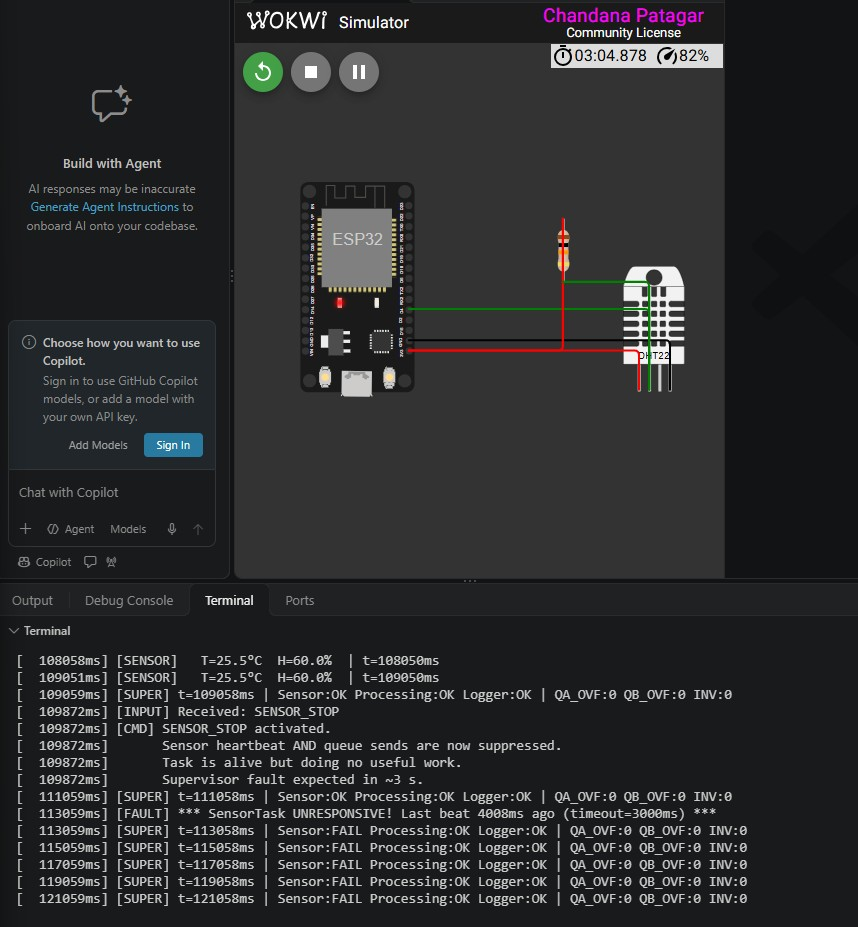 WOKWI Simulator
Chandana Patagar
Community License
03:04.878 82%
Build with Agent
AI responses may be inaccurate
Generate Agent Instructions to
onboard AI onto your codebase.
ESP32
DHT22
Choose how you want to use
Copilot.
Sign in to use GitHub Copilot
models, or add a model with
your own API key.
Add Models Sign In
Chat with Copilot
Agent Models
Copilot
Output Debug Console Terminal Ports
Terminal
[  108058ms] [SENSOR]   T=25.5°C  H=60.0%  | t=108050ms
[  109051ms] [SENSOR]   T=25.5°C  H=60.0%  | t=109050ms
[  109059ms] [SUPER] t=109058ms | Sensor:OK Processing:OK Logger:OK | QA_OVF:0 QB_OVF:0 INV:0
[  109872ms] [INPUT] Received: SENSOR_STOP
[  109872ms] [CMD] SENSOR_STOP activated.
[  109872ms]       Sensor heartbeat AND queue sends are now suppressed.
[  109872ms]       Task is alive but doing no useful work.
[  109872ms]       Supervisor fault expected in ~3 s.
[  111059ms] [SUPER] t=111058ms | Sensor:OK Processing:OK Logger:OK | QA_OVF:0 QB_OVF:0 INV:0
[  113059ms] [FAULT] *** SensorTask UNRESPONSIVE! Last beat 4008ms ago (timeout=3000ms) ***
[  113059ms] [SUPER] t=113058ms | Sensor:FAIL Processing:OK Logger:OK | QA_OVF:0 QB_OVF:0 INV:0
[  115059ms] [SUPER] t=115058ms | Sensor:FAIL Processing:OK Logger:OK | QA_OVF:0 QB_OVF:0 INV:0
[  117059ms] [SUPER] t=117058ms | Sensor:FAIL Processing:OK Logger:OK | QA_OVF:0 QB_OVF:0 INV:0
[  119059ms] [SUPER] t=119058ms | Sensor:FAIL Processing:OK Logger:OK | QA_OVF:0 QB_OVF:0 INV:0
[  121059ms] [SUPER] t=121058ms | Sensor:FAIL Processing:OK Logger:OK | QA_OVF:0 QB_OVF:0 INV:0